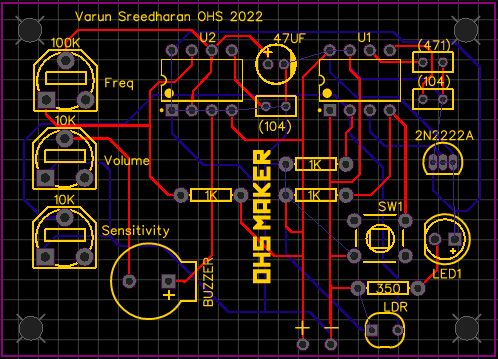 Varun Sreedharan OHS 2022
100K
U2
47UF
U1
(471)
Freq
(104)
10K
(104)
2N2222A
Volume
1K
1K
1K
10K
SW1
Sensitivity
OHS MAKER
BUZZER
LED1
350
LDR